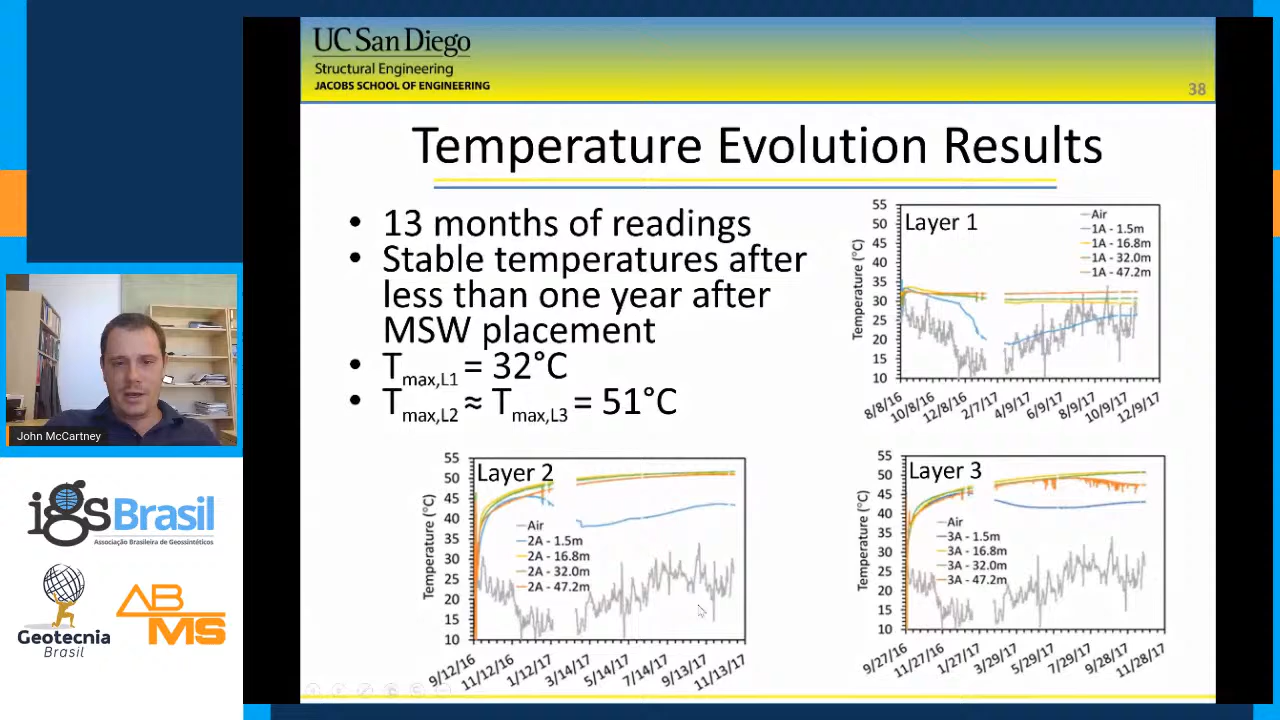 UC San Diego
Structural Engineering
JACOBS SCHOOL OF ENGINEERING
38
Temperature Evolution Results
• 13 months of readings
• Stable temperatures after
less than one year after
MSW placement
• Tmax,L1 = 32°C
• Tmax,L2 ≈ Tmax,L3 = 51°C
Layer 1
Temperature (°C)
55
50
45
40
35
30
25
20
15
10
Air
1A - 1.5m
1A - 16.8m
1A - 32.0m
1A - 47.2m
8/8/16
10/8/16
12/8/16
2/7/17
4/9/17
6/9/17
8/9/17
10/9/17
12/9/17
Layer 2
Temperature (°C)
55
50
45
40
35
30
25
20
15
10
Air
2A - 1.5m
2A - 16.8m
2A - 32.0m
2A - 47.2m
9/12/16
11/12/16
1/12/17
3/14/17
5/14/17
7/14/17
9/13/17
11/13/17
Layer 3
Temperature (°C)
55
50
45
40
35
30
25
20
15
10
Air
3A - 1.5m
3A - 16.8m
3A - 32.0m
3A - 47.2m
9/27/16
11/27/16
1/27/17
3/29/17
5/29/17
7/29/17
9/28/17
11/28/17
John McCartney
igsBrasil
Associação Brasileira de Geossintéticos
Geotecnia
Brasil
AB
MS